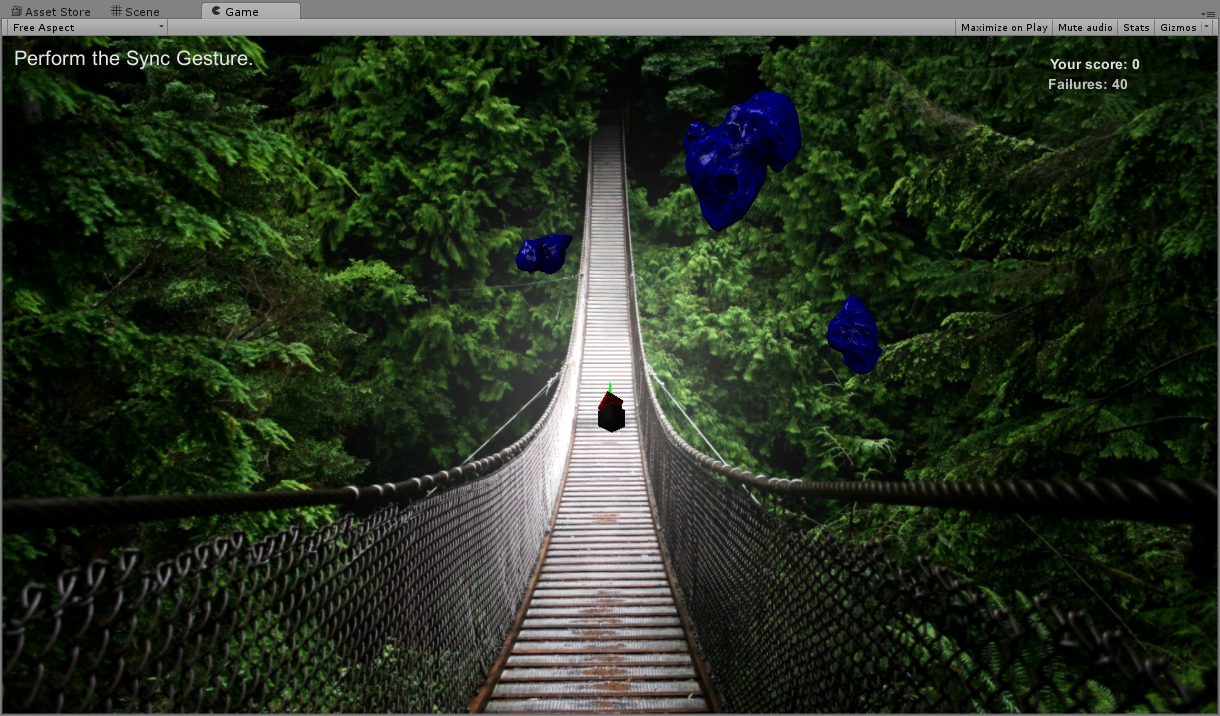 Asset Store Scene Game
Free Aspect Maximize on Play Mute audio Stats Gizmos
Perform the Sync Gesture.
Your score: 0
Failures: 40